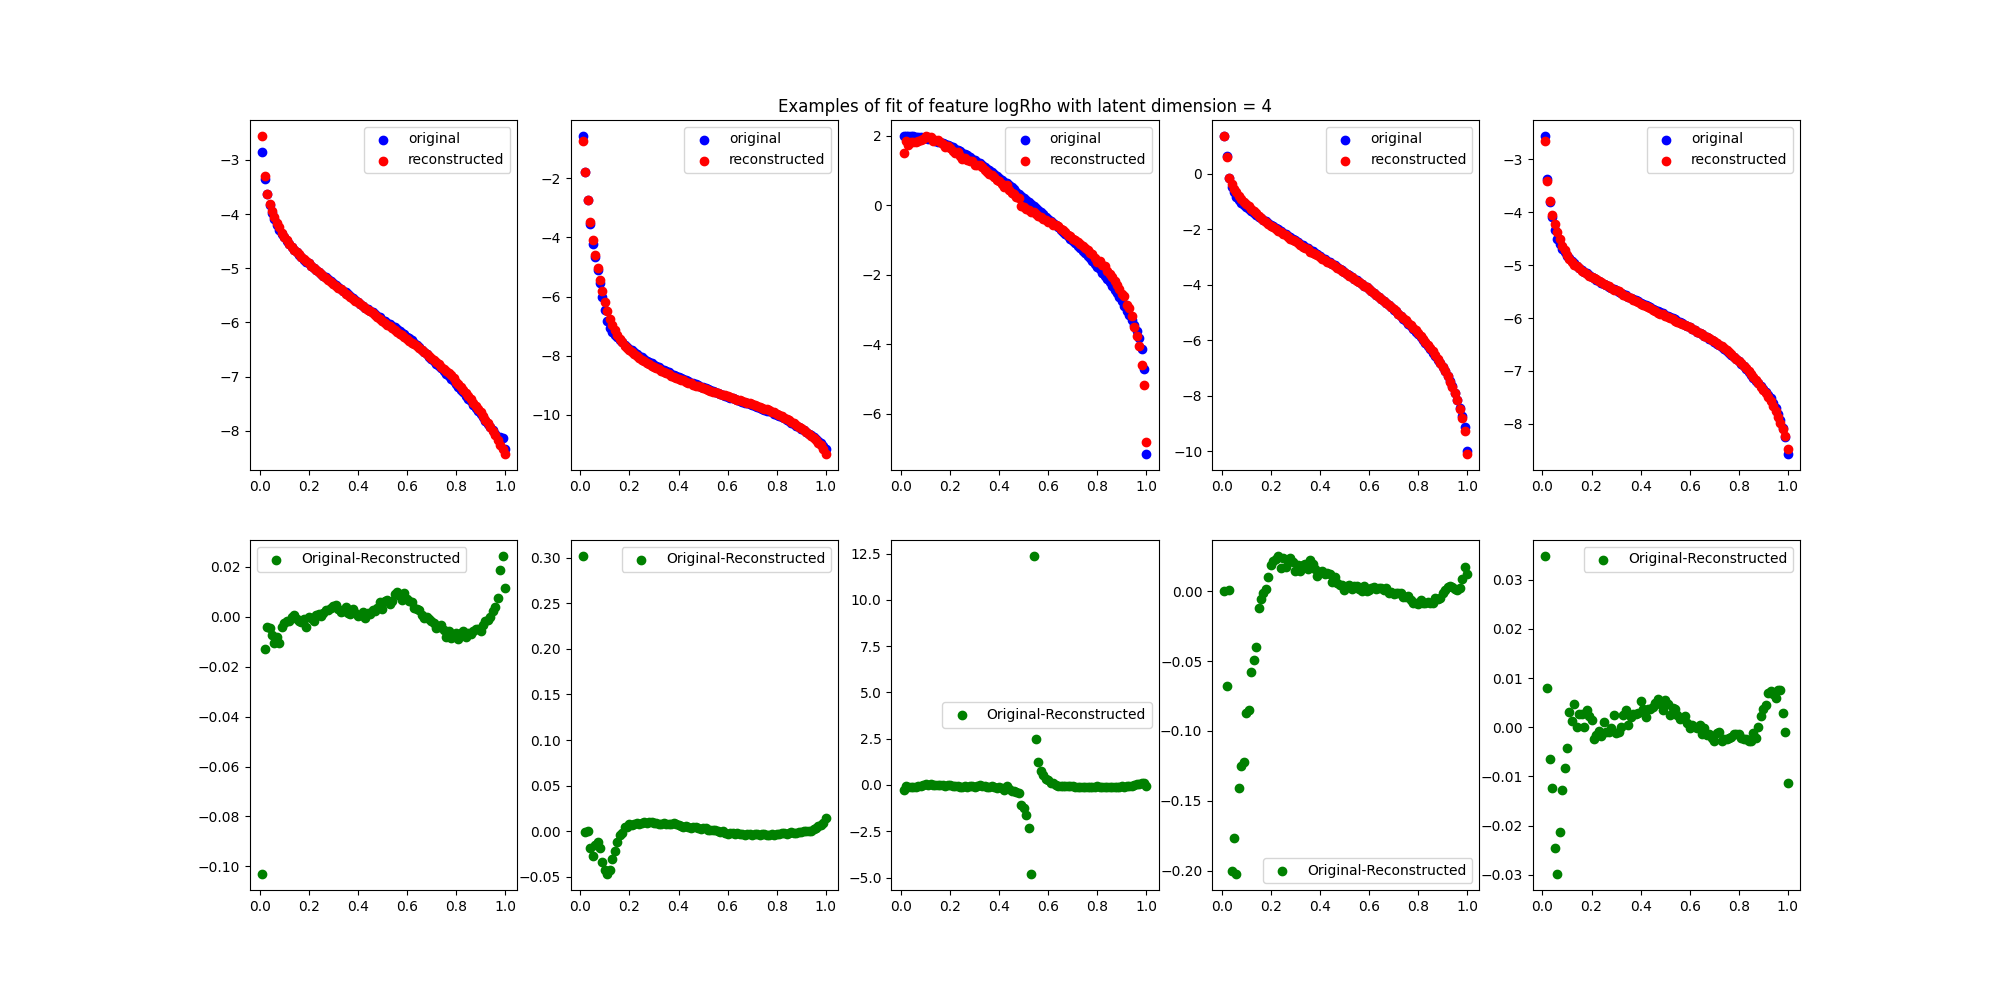 Examples of fit of feature logRho with latent dimension = 4
original
reconstructed
−3
−4
−5
−6
−7
−8
0.0 0.2 0.4 0.6 0.8 1.0
original
reconstructed
−2
−4
−6
−8
−10
0.0 0.2 0.4 0.6 0.8 1.0
original
reconstructed
2
0
−2
−4
−6
0.0 0.2 0.4 0.6 0.8 1.0
original
reconstructed
0
−2
−4
−6
−8
−10
0.0 0.2 0.4 0.6 0.8 1.0
original
reconstructed
−3
−4
−5
−6
−7
−8
0.0 0.2 0.4 0.6 0.8 1.0
Original-Reconstructed
0.02
0.00
−0.02
−0.04
−0.06
−0.08
−0.10
0.0 0.2 0.4 0.6 0.8 1.0
Original-Reconstructed
0.30
0.25
0.20
0.15
0.10
0.05
0.00
−0.05
0.0 0.2 0.4 0.6 0.8 1.0
12.5
10.0
7.5
5.0
Original-Reconstructed
2.5
0.0
−2.5
−5.0
0.0 0.2 0.4 0.6 0.8 1.0
0.00
−0.05
−0.10
−0.15
−0.20
Original-Reconstructed
0.0 0.2 0.4 0.6 0.8 1.0
Original-Reconstructed
0.03
0.02
0.01
0.00
−0.01
−0.02
−0.03
0.0 0.2 0.4 0.6 0.8 1.0